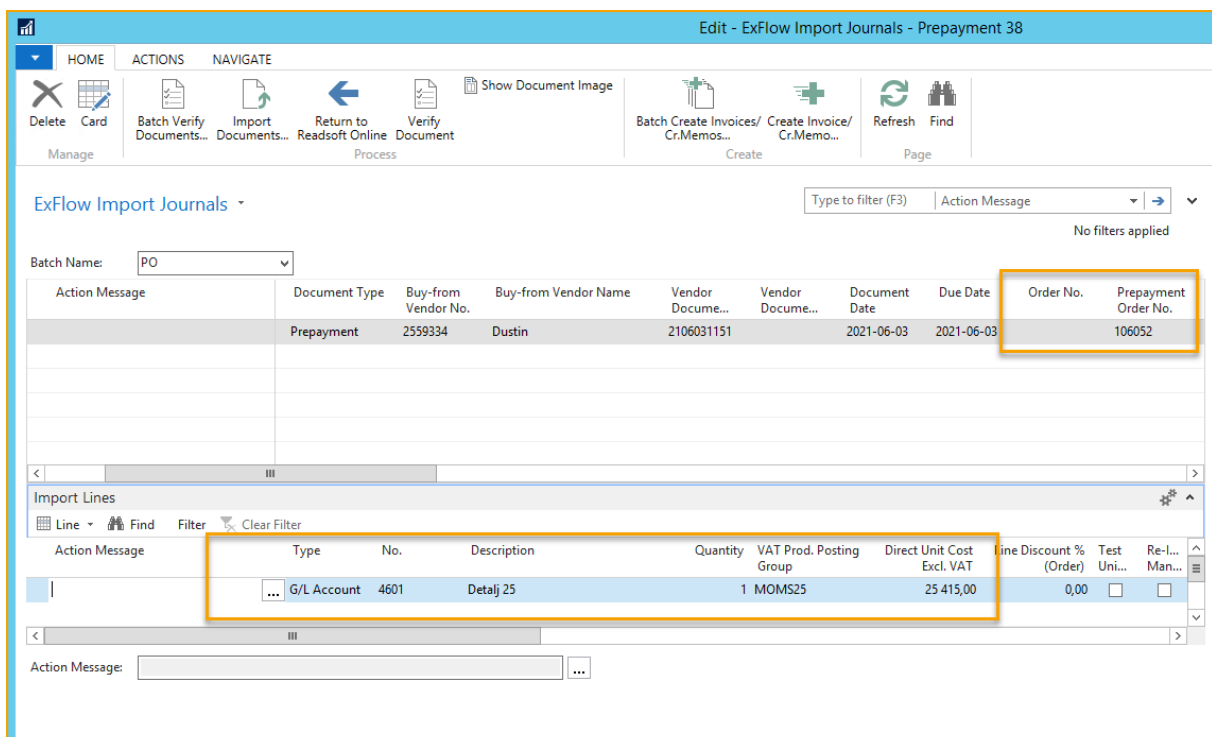 Edit - ExFlow Import Journals - Prepayment 38
HOME ACTIONS NAVIGATE
Delete Card Batch Verify Documents... Import Documents... Return to Readsoft Online Verify Document Show Document Image Batch Create Invoices/ Cr.Memos... Create Invoice/ Cr.Memo... Refresh Find
Manage Process Create Page
ExFlow Import Journals
Type to filter (F3) Action Message
No filters applied
Batch Name: PO
Action Message Document Type Buy-from Vendor No. Buy-from Vendor Name Vendor Docume... Vendor Docume... Document Date Due Date Order No. Prepayment Order No.
Prepayment 2559334 Dustin 2106031151 2021-06-03 2021-06-03 106052
Import Lines
Line Find Filter Clear Filter
Action Message Type No. Description Quantity VAT Prod. Posting Group Direct Unit Cost Excl. VAT ine Discount % (Order) Test Uni... Re-I... Man...
... G/L Account 4601 Detalj 25 1 MOMS25 25 415,00 0,00
Action Message: ...